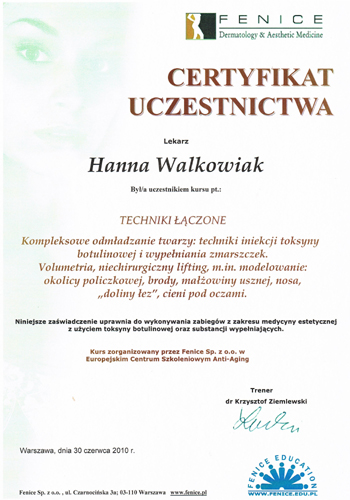 FENICE
Dermatology & Aesthetic Medicine
CERTYFIKAT
UCZESTNICTWA
Lekarz
Hanna Walkowiak
Był/a uczestnikiem kursu pt.:
TECHNIKI ŁĄCZONE
Kompleksowe odmładzanie twarzy: techniki iniekcji toksyny
botulinowej i wypełniania zmarszczek.
Volumetria, niechirurgiczny lifting, m.in. modelowanie:
okolicy policzkowej, brody, małżowiny usznej, nosa,
„doliny łez”, cieni pod oczami.
Niniejsze zaświadczenie uprawnia do wykonywania zabiegów z zakresu medycyny estetycznej
z użyciem toksyny botulinowej oraz substancji wypełniających.
Kurs zorganizowany przez Fenice Sp. z o.o. w
Europejskim Centrum Szkoleniowym Anti-Aging
Trener
dr Krzysztof Ziemlewski
Warszawa, dnia 30 czerwca 2010 r.
Fenice Sp. z o.o. , ul. Czarnocińska 3a; 03-110 Warszawa www.fenice.pl
FENICE EDUCATION
WWW.FENICE.EDU.PL